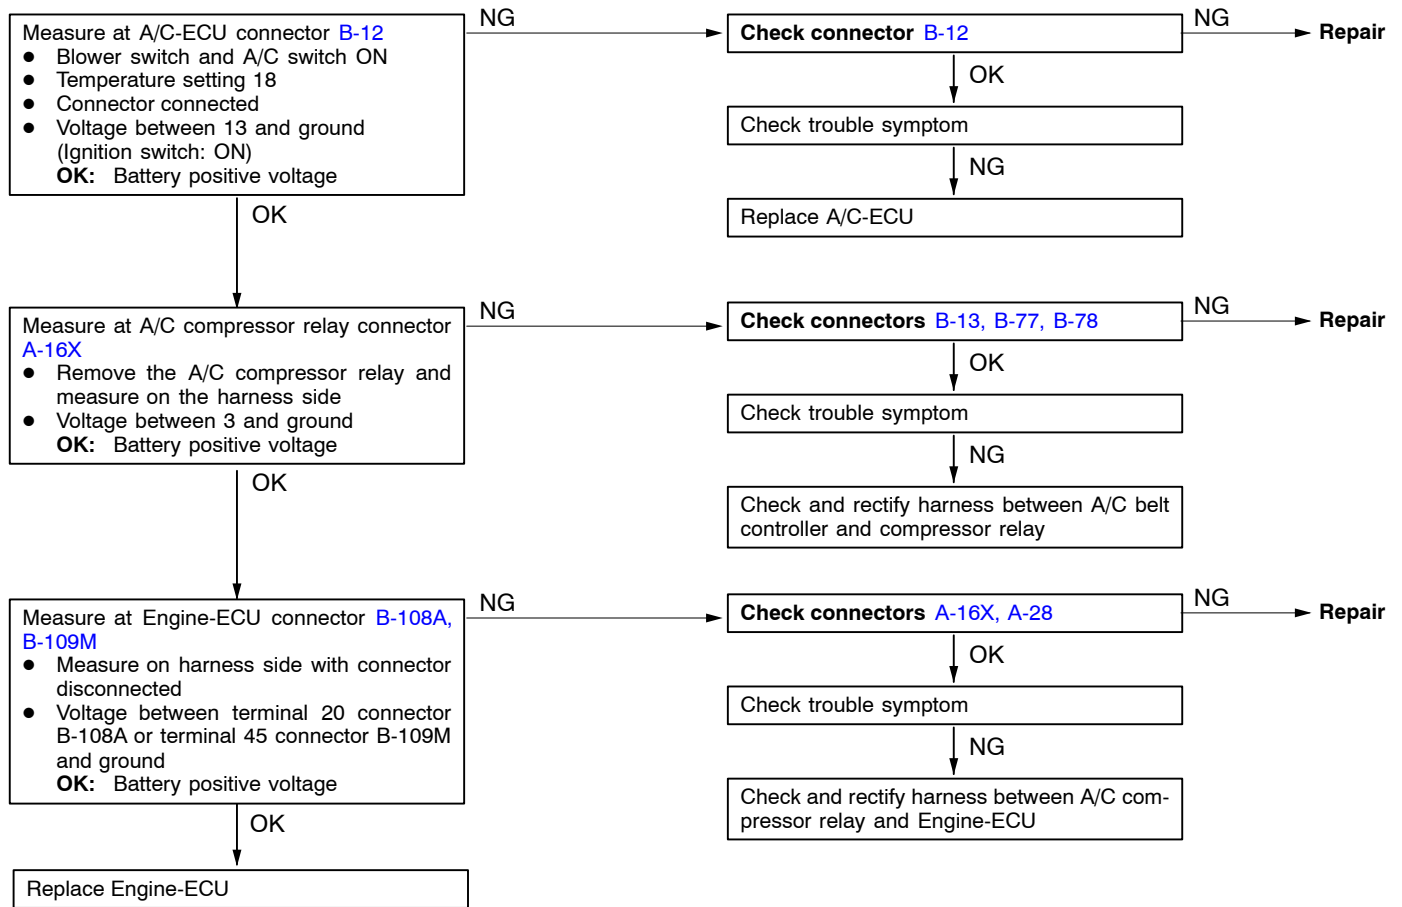 Measure at A/C-ECU connector B-12
● Blower switch and A/C switch ON
● Temperature setting 18
● Connector connected
● Voltage between 13 and ground
(Ignition switch: ON)
OK: Battery positive voltage
NG
Check connector B-12
NG
Repair
OK
Check trouble symptom
NG
Replace A/C-ECU
OK
Measure at A/C compressor relay connector
A-16X
● Remove the A/C compressor relay and
measure on the harness side
● Voltage between 3 and ground
OK: Battery positive voltage
NG
Check connectors B-13, B-77, B-78
NG
Repair
OK
Check trouble symptom
NG
Check and rectify harness between A/C belt
controller and compressor relay
OK
Measure at Engine-ECU connector B-108A,
B-109M
● Measure on harness side with connector
disconnected
● Voltage between terminal 20 connector
B-108A or terminal 45 connector B-109M
and ground
OK: Battery positive voltage
NG
Check connectors A-16X, A-28
NG
Repair
OK
Check trouble symptom
NG
Check and rectify harness between A/C com-
pressor relay and Engine-ECU
OK
Replace Engine-ECU